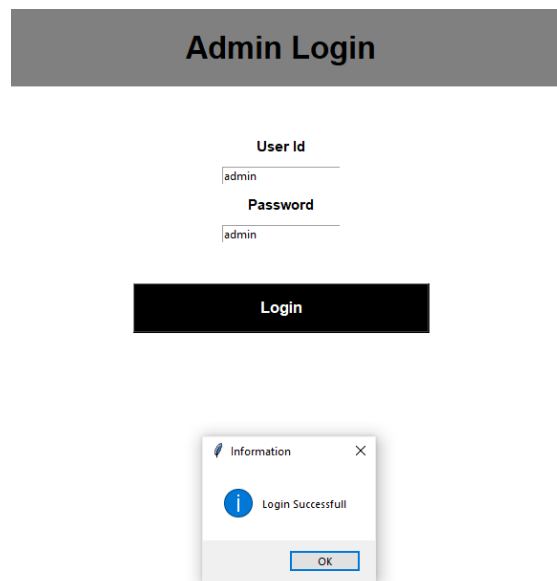 Admin Login
User Id
admin
Password
admin
Login
Information
Login Successfull
OK